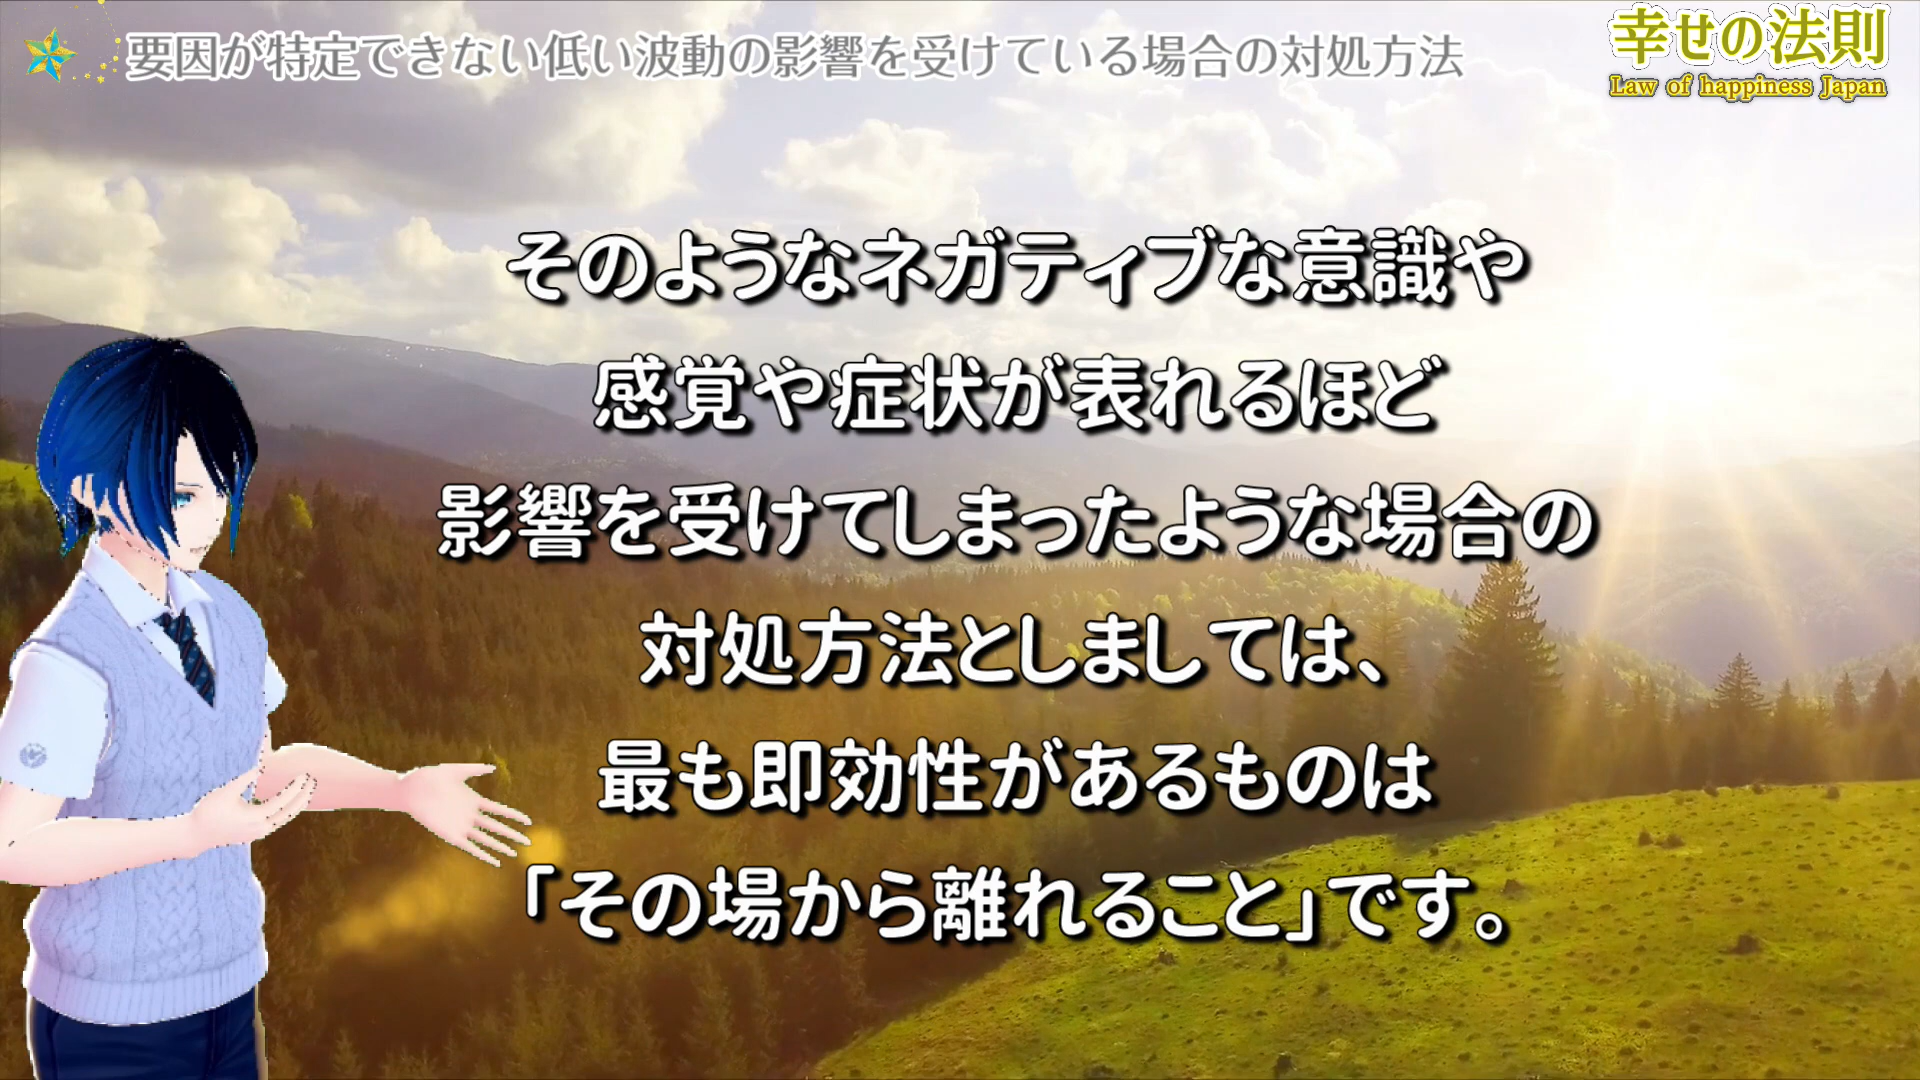 要因が特定できない低い波動の影響を受けている場合の対処方法
幸せの法則
Law of happiness Japan
そのようなネガティブな意識や
感覚や症状が表れるほど
影響を受けてしまったような場合の
対処方法としましては、
最も即効性があるものは
「その場から離れること」です。